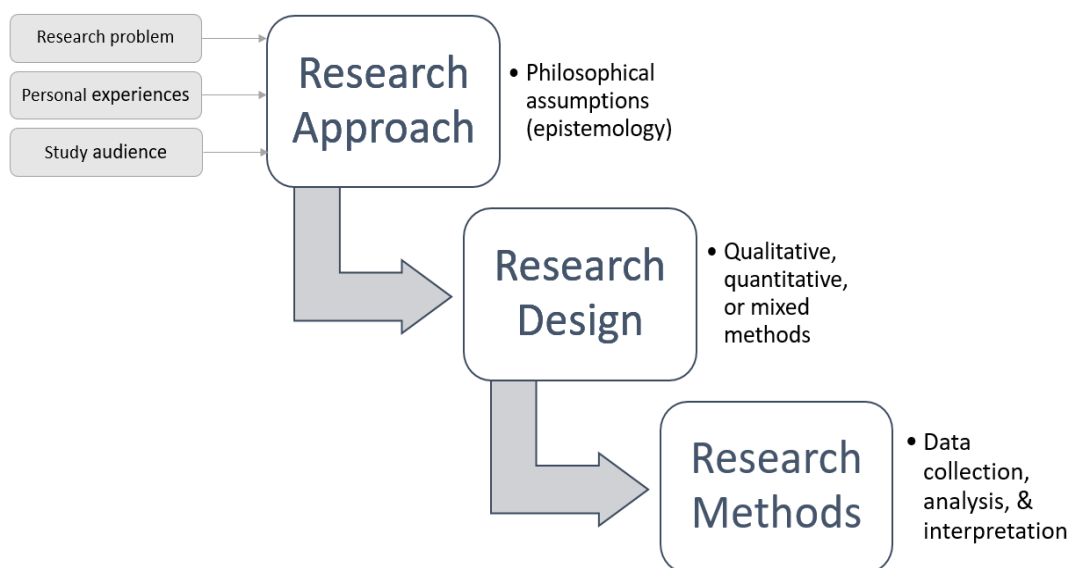 Research problem
Personal experiences
Study audience
Research
Approach
• Philosophical
assumptions
(epistemology)
Research
Design
• Qualitative,
quantitative,
or mixed
methods
Research
Methods
• Data
collection,
analysis, &
interpretation